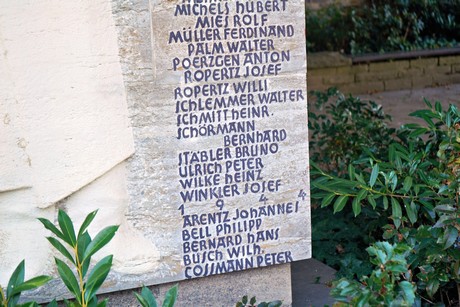 MICHELS HUBERT
MIES ROLF
MÜLLER FERDINAND
PALM WALTER
POERZGEN ANTON
ROPERTZ JOSEF
ROPERTZ WILLI
SCHLEMMER WALTER
SCHMITT HEINR.
SCHÖRMANN
BERNHARD
STÄBLER BRUNO
ULRICH PETER
WILKE HEINZ
WINKLER JOSEF
1 9 4 4
ARENTZ JOHANNES
BELL PHILIPP
BERNARD HANS
BUSCH WILH.
COSSMANN PETER